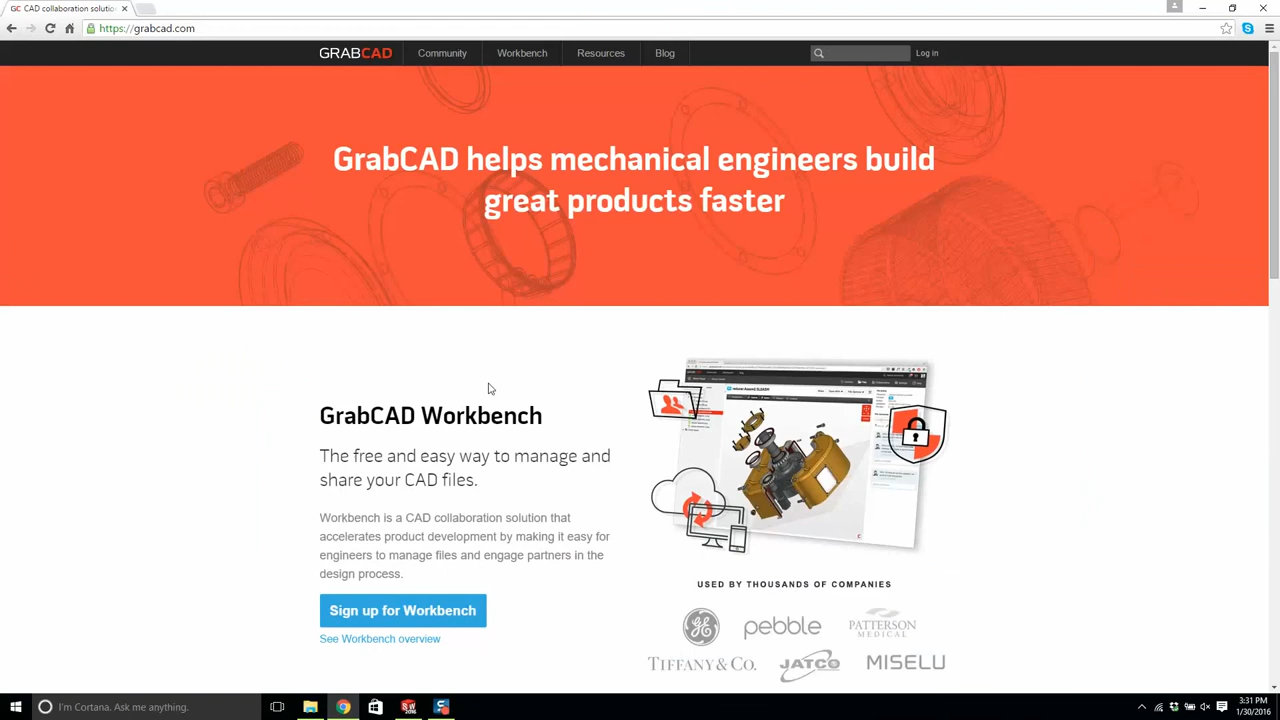 GC CAD collaboration solutio
https://grabcad.com
GRABCAD Community Workbench Resources Blog Log in
GrabCAD helps mechanical engineers build
great products faster
GrabCAD Workbench
The free and easy way to manage and
share your CAD files.
Workbench is a CAD collaboration solution that
accelerates product development by making it easy for
engineers to manage files and engage partners in the
design process.
Sign up for Workbench
See Workbench overview
USED BY THOUSANDS OF COMPANIES
GE pebble PATTERSON
MEDICAL
TIFFANY & CO. JATCO MISELU
I'm Cortana. Ask me anything.
3:31 PM
1/30/2016